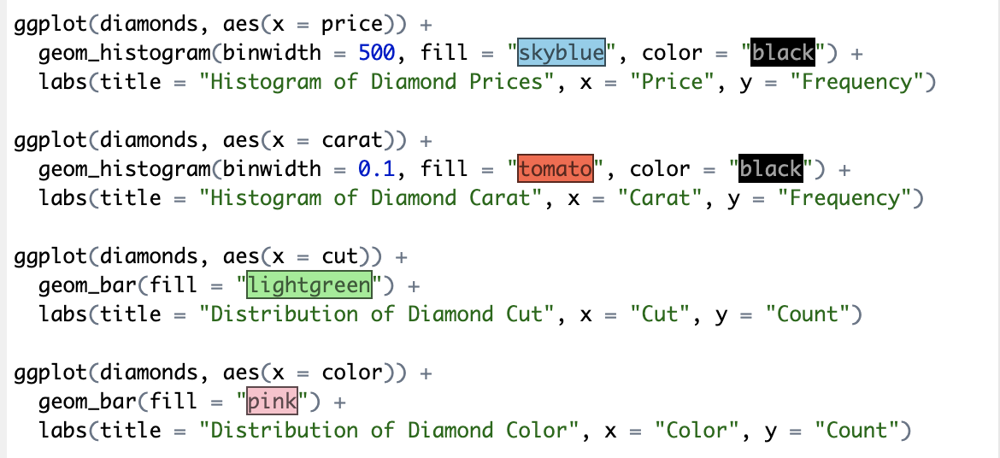 ggplot(diamonds, aes(x = price)) +
  geom_histogram(binwidth = 500, fill = "skyblue", color = "black") +
  labs(title = "Histogram of Diamond Prices", x = "Price", y = "Frequency")

ggplot(diamonds, aes(x = carat)) +
  geom_histogram(binwidth = 0.1, fill = "tomato", color = "black") +
  labs(title = "Histogram of Diamond Carat", x = "Carat", y = "Frequency")

ggplot(diamonds, aes(x = cut)) +
  geom_bar(fill = "lightgreen") +
  labs(title = "Distribution of Diamond Cut", x = "Cut", y = "Count")

ggplot(diamonds, aes(x = color)) +
  geom_bar(fill = "pink") +
  labs(title = "Distribution of Diamond Color", x = "Color", y = "Count")